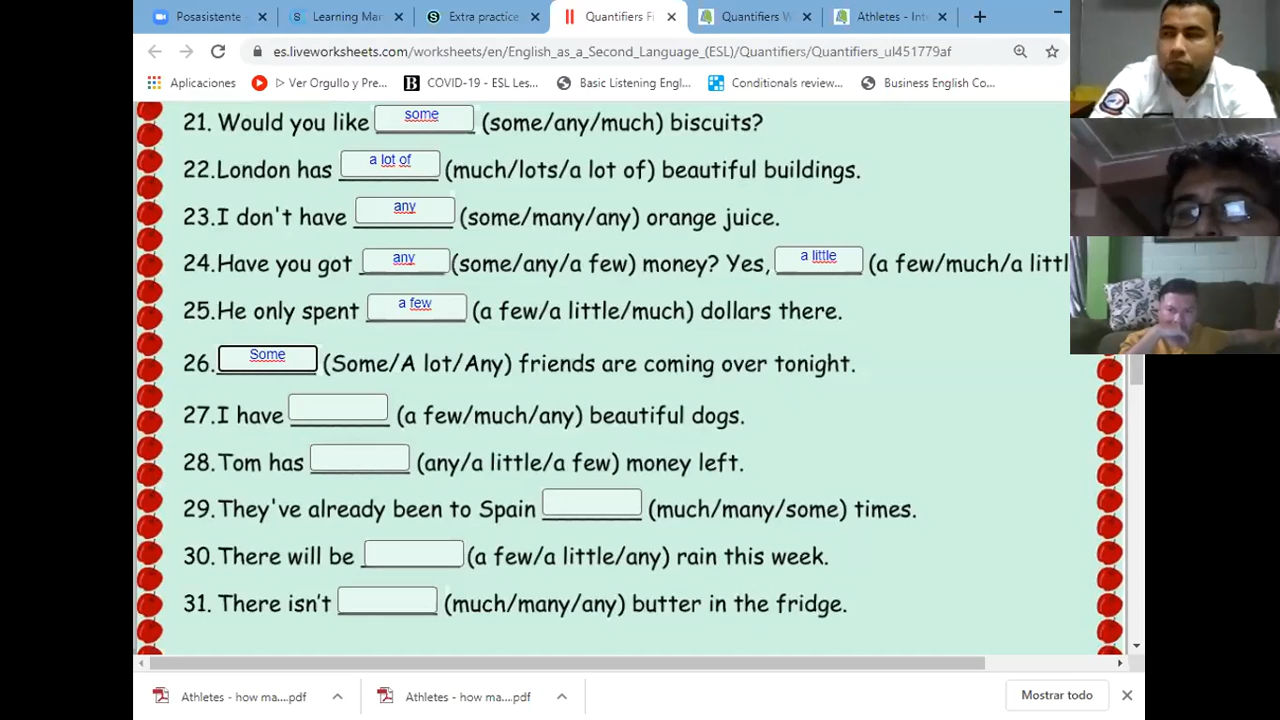 Posasistente
Learning Mar
Extra practice
Quantifiers Fi
Quantifiers W
Athletes - Inte
es.liveworksheets.com/worksheets/en/English_as_a_Second_Language_(ESL)/Quantifiers/Quantifiers_ul451779af
Aplicaciones
▷ Ver Orgullo y Pre...
COVID-19 - ESL Les...
Basic Listening Engl...
Conditionals review...
Business English Co...
21. Would you like some (some/any/much) biscuits?
22.London has a lot of (much/lots/a lot of) beautiful buildings.
23.I don't have any (some/many/any) orange juice.
24.Have you got any (some/any/a few) money? Yes, a little (a few/much/a littl
25.He only spent a few (a few/a little/much) dollars there.
26. Some (Some/A lot/Any) friends are coming over tonight.
27.I have (a few/much/any) beautiful dogs.
28. Tom has (any/a little/a few) money left.
29. They've already been to Spain (much/many/some) times.
30. There will be (a few/a little/any) rain this week.
31. There isn't (much/many/any) butter in the fridge.
Athletes - how ma....pdf
Athletes - how ma....pdf
Mostrar todo